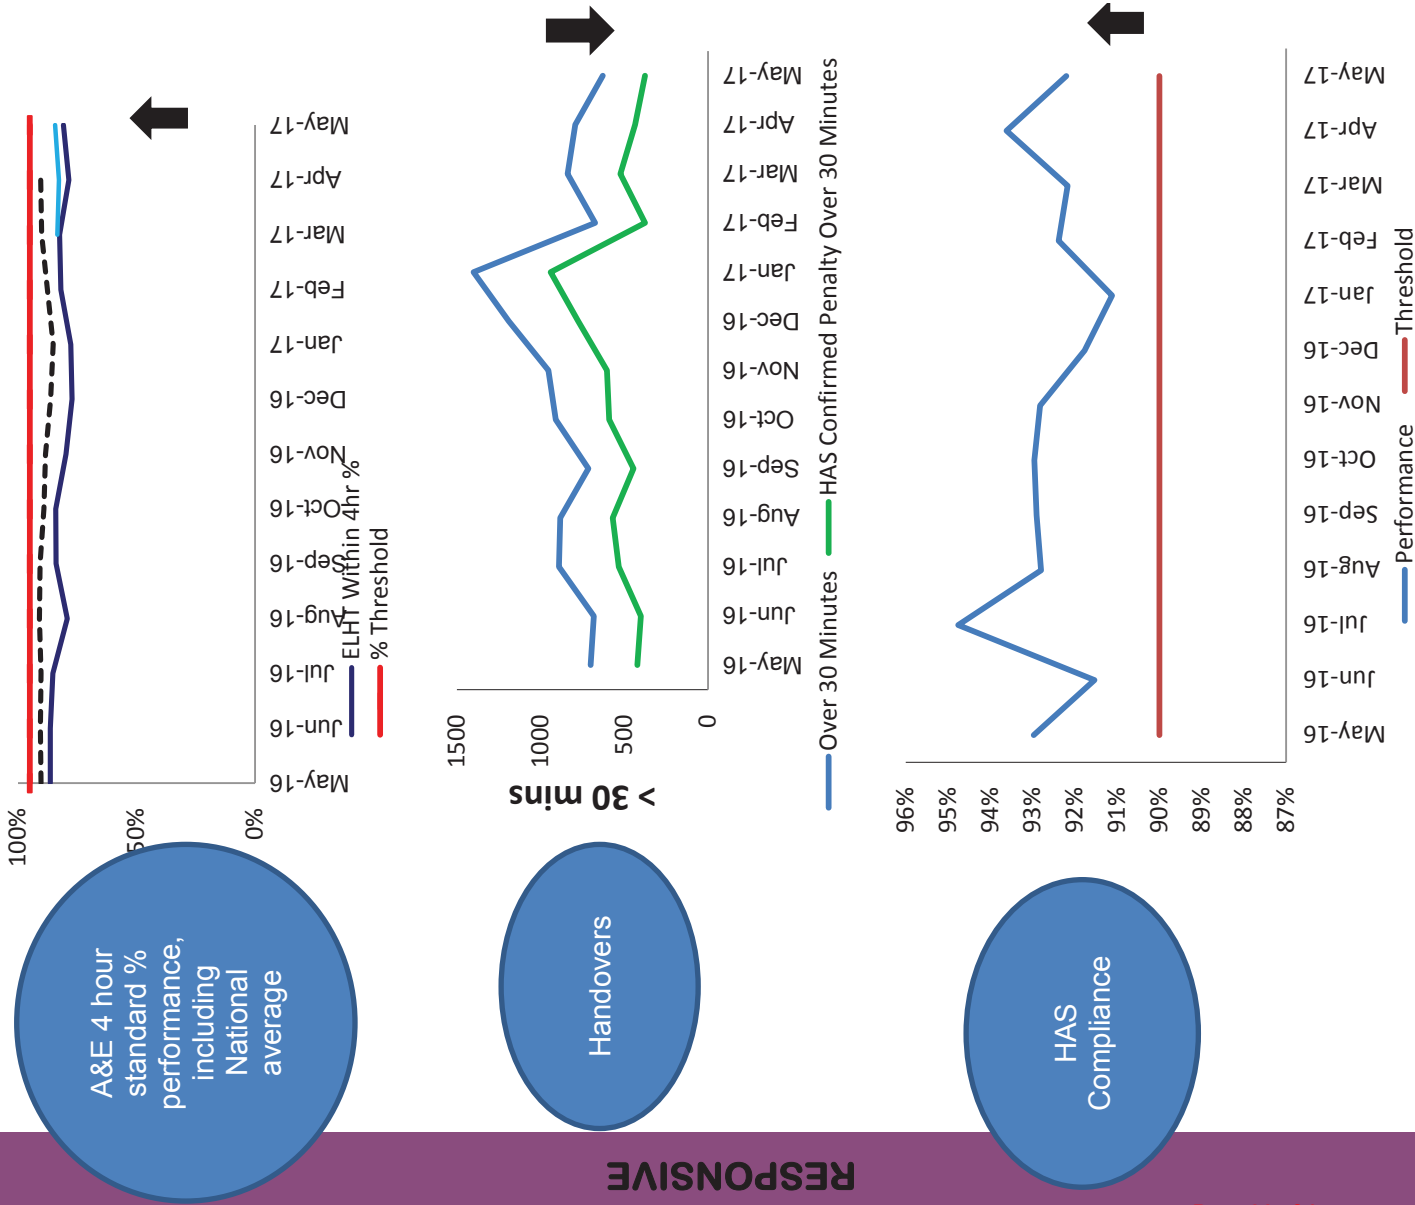 RESPONSIVE
A&E 4 hour
standard %
performance,
including
National
average
100%
50%
0%
May-16
Jun-16
Jul-16
Aug-16
Sep-16
Oct-16
Nov-16
Dec-16
Jan-17
Feb-17
Mar-17
Apr-17
May-17
ELHT Within 4hr %
% Threshold
Handovers
> 30 mins
1500
1000
500
0
May-16
Jun-16
Jul-16
Aug-16
Sep-16
Oct-16
Nov-16
Dec-16
Jan-17
Feb-17
Mar-17
Apr-17
May-17
Over 30 Minutes
HAS Confirmed Penalty Over 30 Minutes
HAS
Compliance
96%
95%
94%
93%
92%
91%
90%
89%
88%
87%
May-16
Jun-16
Jul-16
Aug-16
Sep-16
Oct-16
Nov-16
Dec-16
Jan-17
Feb-17
Mar-17
Apr-17
May-17
Performance
Threshold